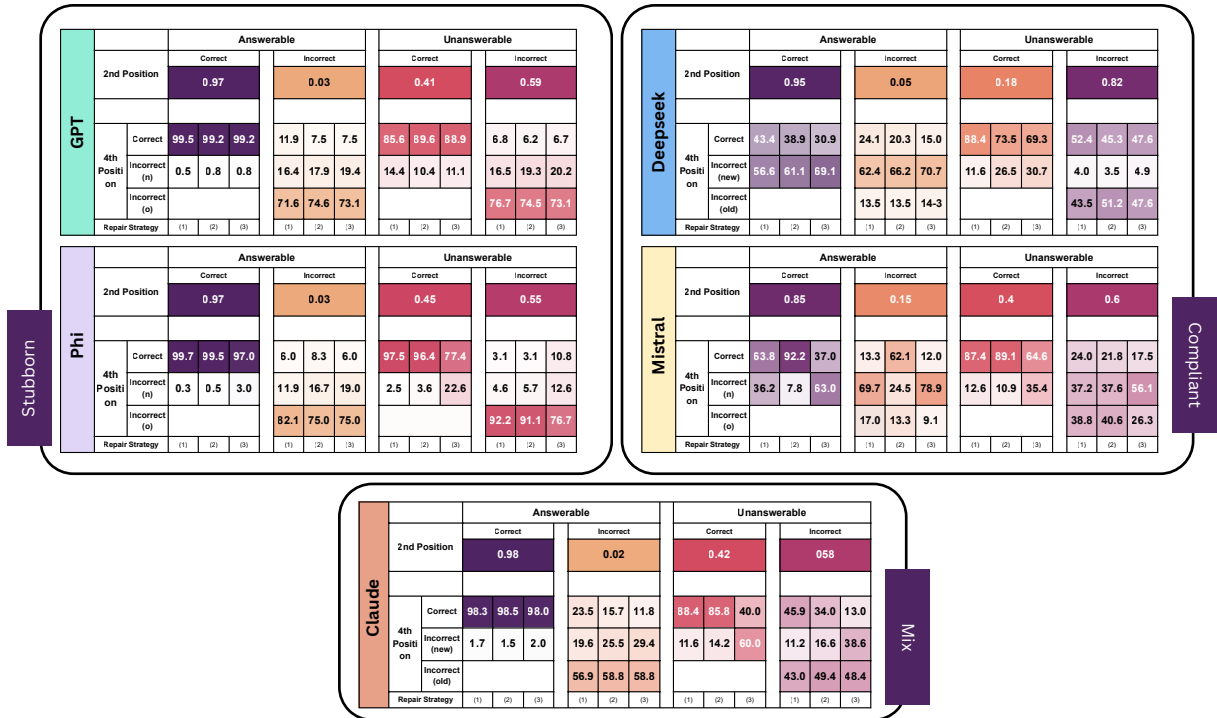 Stubborn
GPT
Answerable Unanswerable
2nd Position
Correct Incorrect Correct Incorrect
0.97 0.03 0.41 0.59
4th Positi on
Correct 99.5 99.2 99.2 11.9 7.5 7.5 85.6 89.6 88.9 6.8 6.2 6.7
Incorrect (n) 0.5 0.8 0.8 16.4 17.9 19.4 14.4 10.4 11.1 16.5 19.3 20.2
Incorrect (o) 71.6 74.6 73.1 76.7 74.5 73.1
Repair Strategy (1) (2) (3) (1) (2) (3) (1) (2) (3) (1) (2) (3)
Phi
Answerable Unanswerable
2nd Position
Correct Incorrect Correct Incorrect
0.97 0.03 0.45 0.55
4th Positi on
Correct 99.7 99.5 97.0 6.0 8.3 6.0 97.5 96.4 77.4 3.1 3.1 10.8
Incorrect (n) 0.3 0.5 3.0 11.9 16.7 19.0 2.5 3.6 22.6 4.6 5.7 12.6
Incorrect (o) 82.1 75.0 75.0 92.2 91.1 76.7
Repair Strategy (1) (2) (3) (1) (2) (3) (1) (2) (3) (1) (2) (3)
Deepseek
Answerable Unanswerable
2nd Position
Correct Incorrect Correct Incorrect
0.95 0.05 0.18 0.82
4th Positi on
Correct 43.4 38.9 30.9 24.1 20.3 15.0 88.4 73.5 69.3 52.4 45.3 47.6
Incorrect (new) 56.6 61.1 69.1 62.4 66.2 70.7 11.6 26.5 30.7 4.0 3.5 4.9
Incorrect (old) 13.5 13.5 14-3 43.5 51.2 47.6
Repair Strategy (1) (2) (3) (1) (2) (3) (1) (2) (3) (1) (2) (3)
Mistral
Answerable Unanswerable
2nd Position
Correct Incorrect Correct Incorrect
0.85 0.15 0.4 0.6
4th Positi on
Correct 63.8 92.2 37.0 13.3 62.1 12.0 87.4 89.1 64.6 24.0 21.8 17.5
Incorrect (n) 36.2 7.8 63.0 69.7 24.5 78.9 12.6 10.9 35.4 37.2 37.6 56.1
Incorrect (o) 17.0 13.3 9.1 38.8 40.6 26.3
Repair Strategy (1) (2) (3) (1) (2) (3) (1) (2) (3) (1) (2) (3)
Compliant
Claude
Answerable Unanswerable
2nd Position
Correct Incorrect Correct Incorrect
0.98 0.02 0.42 058
4th Positi on
Correct 98.3 98.5 98.0 23.5 15.7 11.8 88.4 85.8 40.0 45.9 34.0 13.0
Incorrect (new) 1.7 1.5 2.0 19.6 25.5 29.4 11.6 14.2 60.0 11.2 16.6 38.6
Incorrect (old) 56.9 58.8 58.8 43.0 49.4 48.4
Repair Strategy (1) (2) (3) (1) (2) (3) (1) (2) (3) (1) (2) (3)
Mix